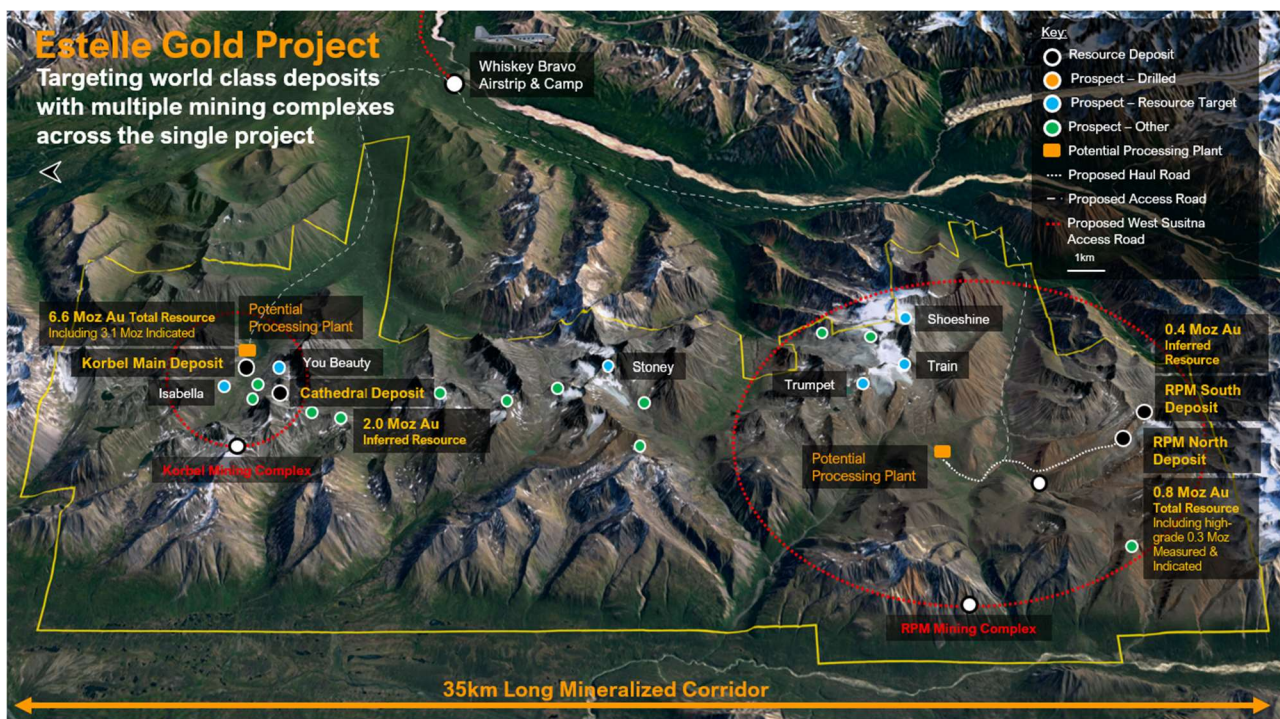 Estelle Gold Project
Targeting world class deposits
with multiple mining complexes
across the single project
Whiskey Bravo
Airstrip & Camp
Key:
Resource Deposit
Prospect – Drilled
Prospect – Resource Target
Prospect – Other
Potential Processing Plant
Proposed Haul Road
Proposed Access Road
Proposed West Susitna
Access Road
1km
6.6 Moz Au Total Resource
Including 3.1 Moz Indicated
Potential
Processing Plant
Korbel Main Deposit
You Beauty
Isabella
Cathedral Deposit
2.0 Moz Au
Inferred Resource
Korbel Mining Complex
Stoney
Shoeshine
Train
Trumpet
Potential
Processing Plant
0.4 Moz Au
Inferred
Resource
RPM South
Deposit
RPM North
Deposit
0.8 Moz Au
Total Resource
Including high-
grade 0.3 Moz
Measured &
Indicated
RPM Mining Complex
35km Long Mineralized Corridor